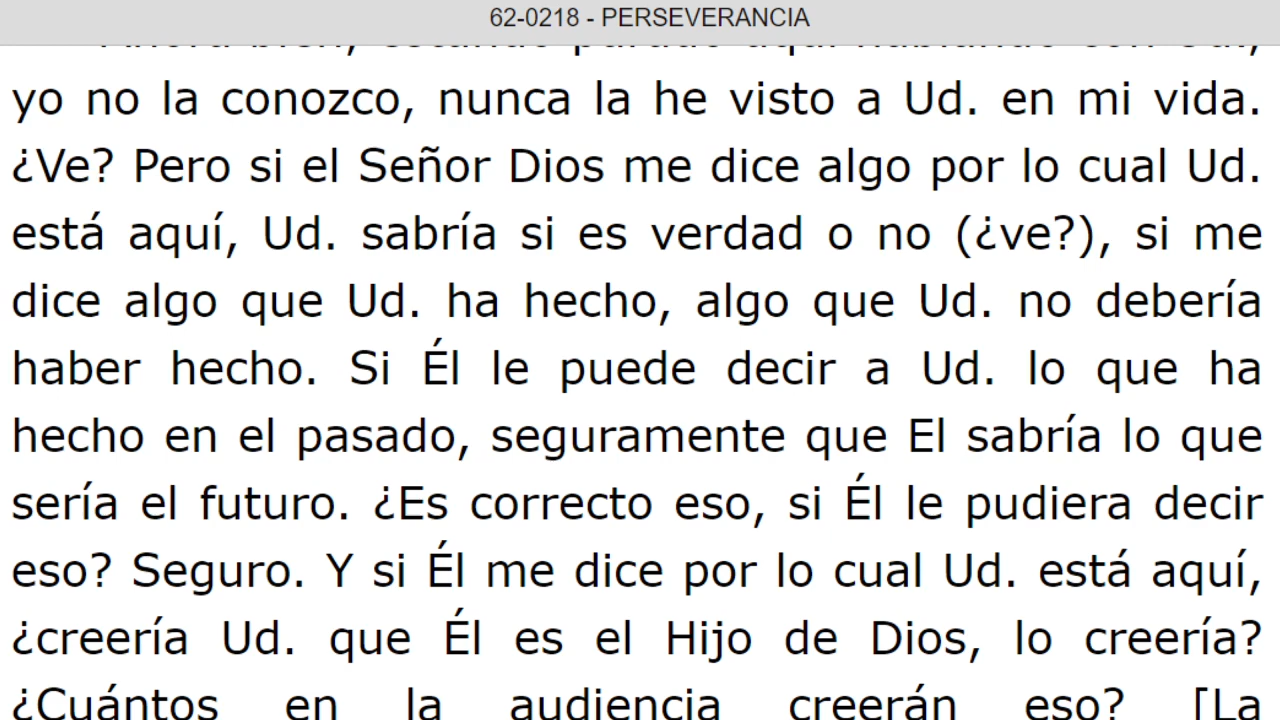 62-0218 - PERSEVERANCIA
yo no la conozco, nunca la he visto a Ud. en mi vida.
¿Ve? Pero si el Señor Dios me dice algo por lo cual Ud.
está aquí, Ud. sabría si es verdad o no (¿ve?), si me
dice algo que Ud. ha hecho, algo que Ud. no debería
haber hecho. Si Él le puede decir a Ud. lo que ha
hecho en el pasado, seguramente que El sabría lo que
sería el futuro. ¿Es correcto eso, si Él le pudiera decir
eso? Seguro. Y si Él me dice por lo cual Ud. está aquí,
¿creería Ud. que Él es el Hijo de Dios, lo creería?
¿Cuántos en la audiencia creerán eso? [La